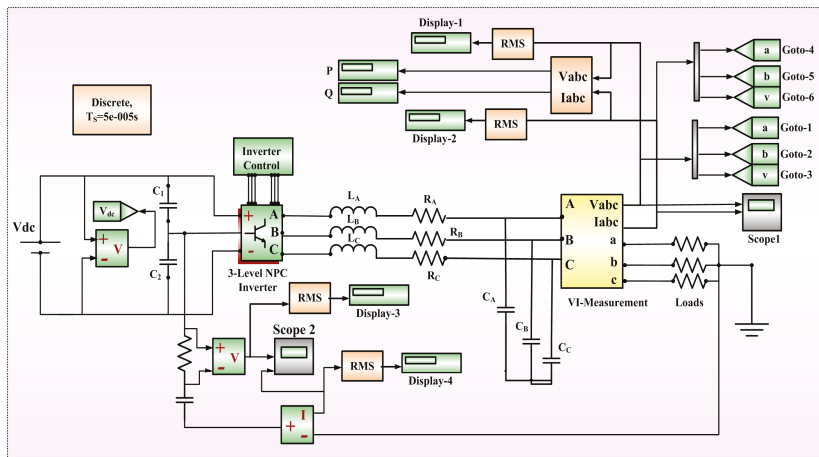 Display-1
RMS
P
Q
Vabc
Iabc
RMS
Display-2
a
Goto-4
b
Goto-5
v
Goto-6
a
Goto-1
b
Goto-2
v
Goto-3
Discrete,
TS=5e-005s
Inverter
Control
Vdc
C1
Vdc
+
-
V
C2
+
-
A
B
C
3-Level NPC
Inverter
LA
LB
LC
RA
RB
RC
A
B
C
Vabc
Iabc
a
b
c
VI-Measurement
Scope1
Loads
CA
CB
CC
RMS
Display-3
+
-
V
Scope 2
RMS
Display-4
+
-
I